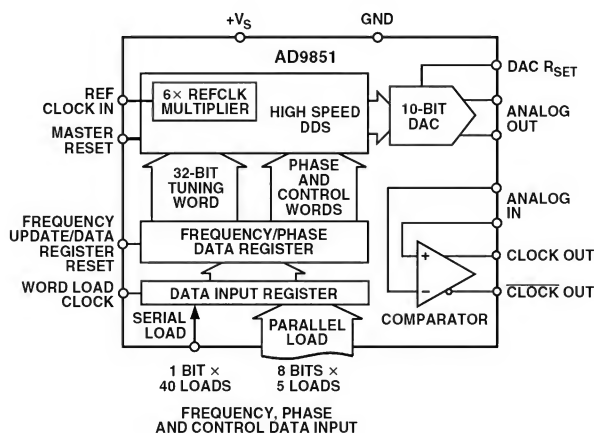 +VS
GND
AD9851
REF
CLOCK IN
6× REFCLK
MULTIPLIER
HIGH SPEED
DDS
10-BIT
DAC
DAC RSET
ANALOG
OUT
MASTER
RESET
32-BIT
TUNING
WORD
PHASE
AND
CONTROL
WORDS
ANALOG
IN
FREQUENCY
UPDATE/DATA
REGISTER
RESET
FREQUENCY/PHASE
DATA REGISTER
+
–
CLOCK OUT
CLOCK OUT
COMPARATOR
WORD LOAD
CLOCK
DATA INPUT REGISTER
SERIAL
LOAD
PARALLEL
LOAD
1 BIT ×
40 LOADS
8 BITS ×
5 LOADS
FREQUENCY, PHASE
AND CONTROL DATA INPUT